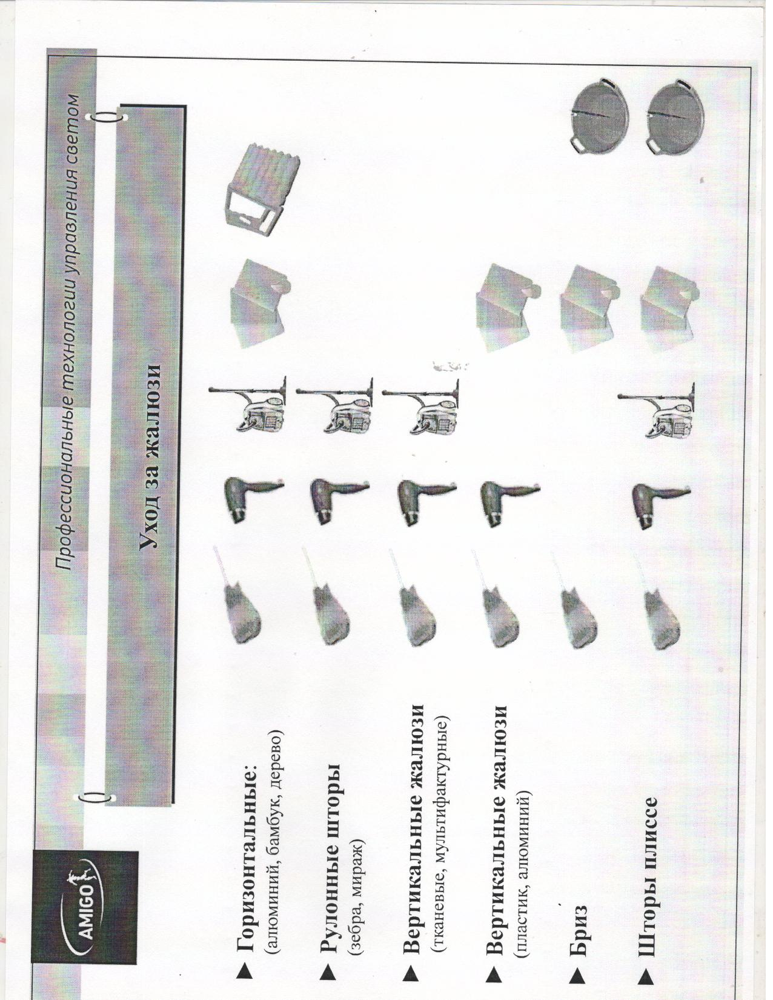 AMIGO
Профессиональные технологии управления светом
Уход за жалюзи
► Горизонтальные:
(алюминий, бамбук, дерево)
► Рулонные шторы
(зебра, мираж)
► Вертикальные жалюзи
(тканевые, мультифактурные)
► Вертикальные жалюзи
(пластик, алюминий)
► Бриз
► Шторы плиссе